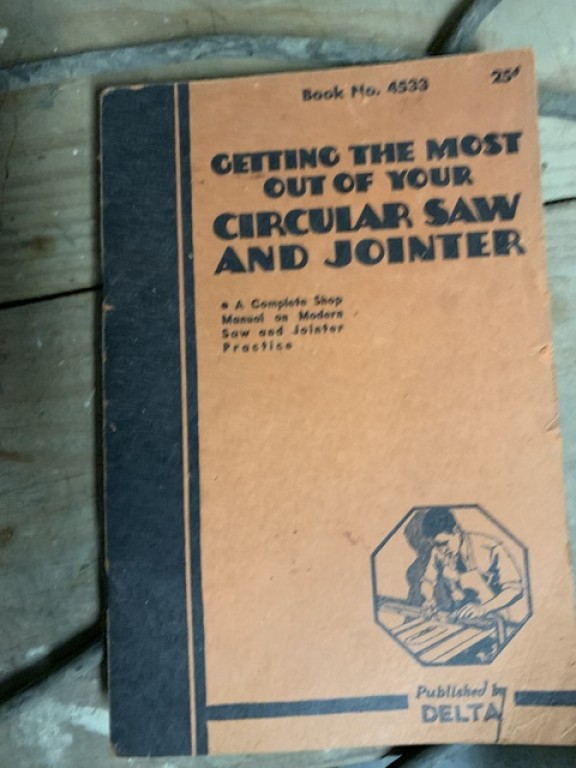 Book No. 4533 25¢
GETTING THE MOST
OUT OF YOUR
CIRCULAR SAW
AND JOINTER
• A Complete Shop
Manual on Modern
Saw and Jointer
Practice
Published by
DELTA